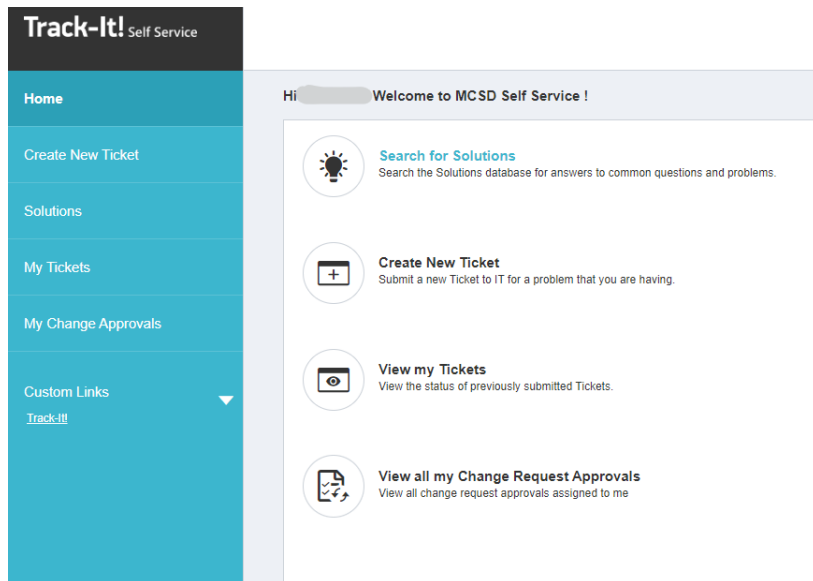 Track-It! Self Service
Home
Create New Ticket
Solutions
My Tickets
My Change Approvals
Custom Links
Track-It!
Hi Welcome to MCSD Self Service !
Search for Solutions
Search the Solutions database for answers to common questions and problems.
Create New Ticket
Submit a new Ticket to IT for a problem that you are having.
View my Tickets
View the status of previously submitted Tickets.
View all my Change Request Approvals
View all change request approvals assigned to me